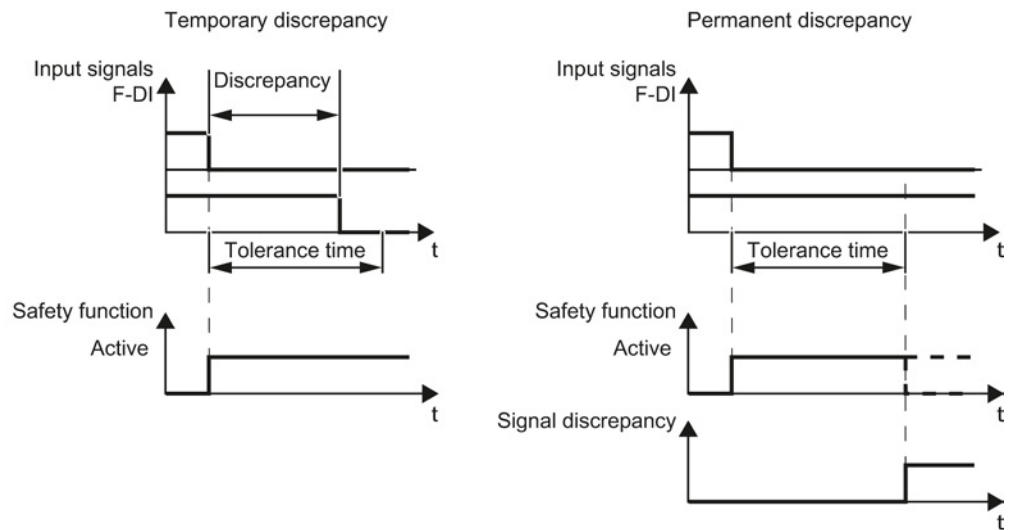 Temporary discrepancy
Input signals
F-DI
Discrepancy
t
Tolerance time
Safety function
Active
t
Permanent discrepancy
Input signals
F-DI
t
Tolerance time
Safety function
Active
t
Signal discrepancy
t